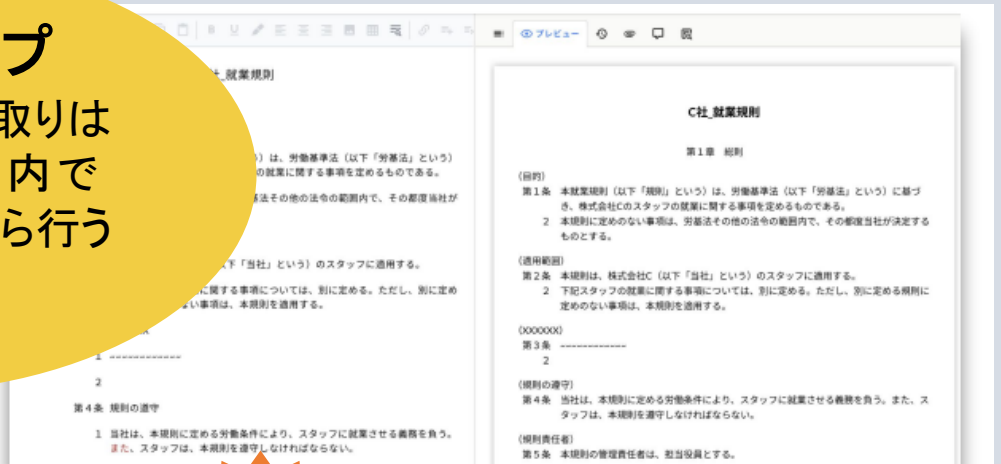 プ
取りは
内で
ら行う
B U
_就業規則
）は、労働基準法（以下「労基法」という）
の就業に関する事項を定めるものである。
基法その他の法令の範囲内で、その都度当社が
下「当社」という）のスタッフに適用する。
に関する事項については、別に定める。ただし、別に定め
ない事項は、本規則を適用する。
1 ------------
2
第４条 規則の遵守
1 当社は、本規則に定める労働条件により、スタッフに就業させる義務を負う。
また、スタッフは、本規則を遵守しなければならない。
プレビュー
C社_就業規則
第１章 総則
（目的）
第１条 本就業規則（以下「規則」という）は、労働基準法（以下「労基法」という）に基づ
き、株式会社Cのスタッフの就業に関する事項を定めるものである。
2 本規則に定めのない事項は、労基法その他の法令の範囲内で、その都度当社が決定する
ものとする。
（適用範囲）
第２条 本規則は、株式会社C（以下「当社」という）のスタッフに適用する。
2 下記スタッフの就業に関する事項については、別に定める。ただし、別に定める規則に
定めのない事項は、本規則を適用する。
（XXXXXX）
第３条 ------------
2
（規則の遵守）
第４条 当社は、本規則に定める労働条件により、スタッフに就業させる義務を負う。また、ス
タッフは、本規則を遵守しなければならない。
（規則責任者）
第５条 本規則の管理責任者は、担当役員とする。